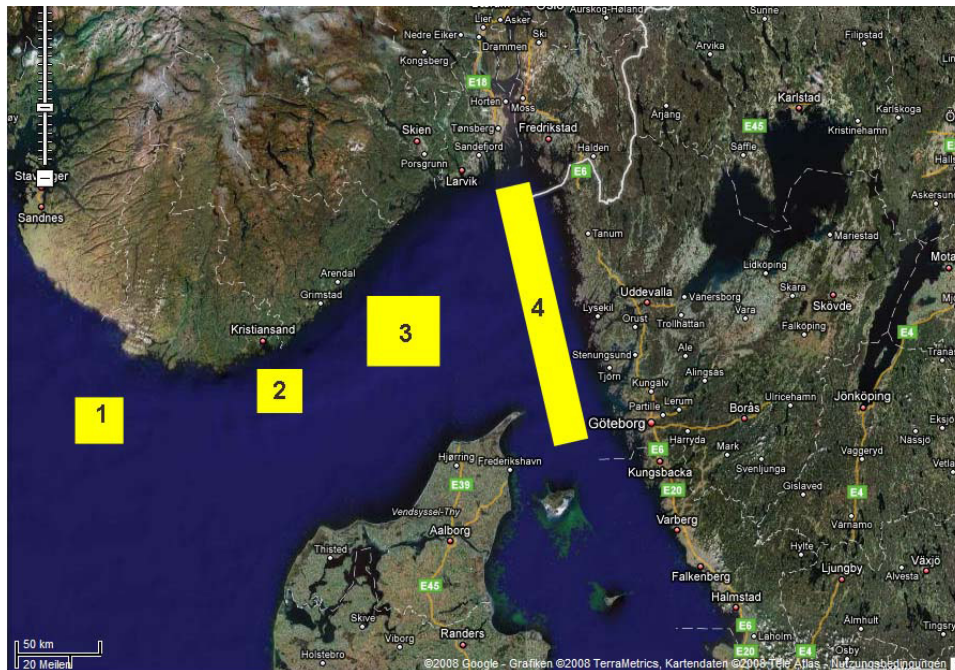 Lier
Asker
Aurskog-Høland
Sunne
Nedre Eiker
Ski
Arvika
Filipstad
Drammen
Kongsberg
E18
Horten
Moss
Årjäng
Karlstad
Karlskoga
Skien
Tønsberg
Fredrikstad
E45
Kristinehamn
Sandefjord
Halden
Säffle
Porsgrunn
E6
Larvik
Askersund
Sandnes
Tanum
Mariestad
4
Lidköping
Arendal
Uddevalla
Vänersborg
Skara
Skövde
Grimstad
Lysekil
Orust
Trollhättan
Vara
Falköping
E4
Kristiansand
3
Stenungsund
Ale
Tjörn
Alingsås
2
Kungälv
Ulricehamn
Jönköping
1
Partille
Lerum
Borås
Göteborg
Härryda
Mark
Nässjö
Hjørring
Frederikshavn
E6
Kungsbacka
Svenljunga
Vaggeryd
E39
E20
Gislaved
E4
Vendsyssel-Thy
Varberg
Värnamo
Aalborg
Thisted
Hylte
Växjö
Falkenberg
Ljungby
Alvesta
E45
Halmstad
Skive
E6
Älmhult
Viborg
Randers
Laholm
50 km
E20
E4
Osby
20 Meilen
Holstebro
©2008 Google - Grafiken ©2008 TerraMetrics, Kartendaten ©2008 Tele Atlas - Nutzungsbedingungen